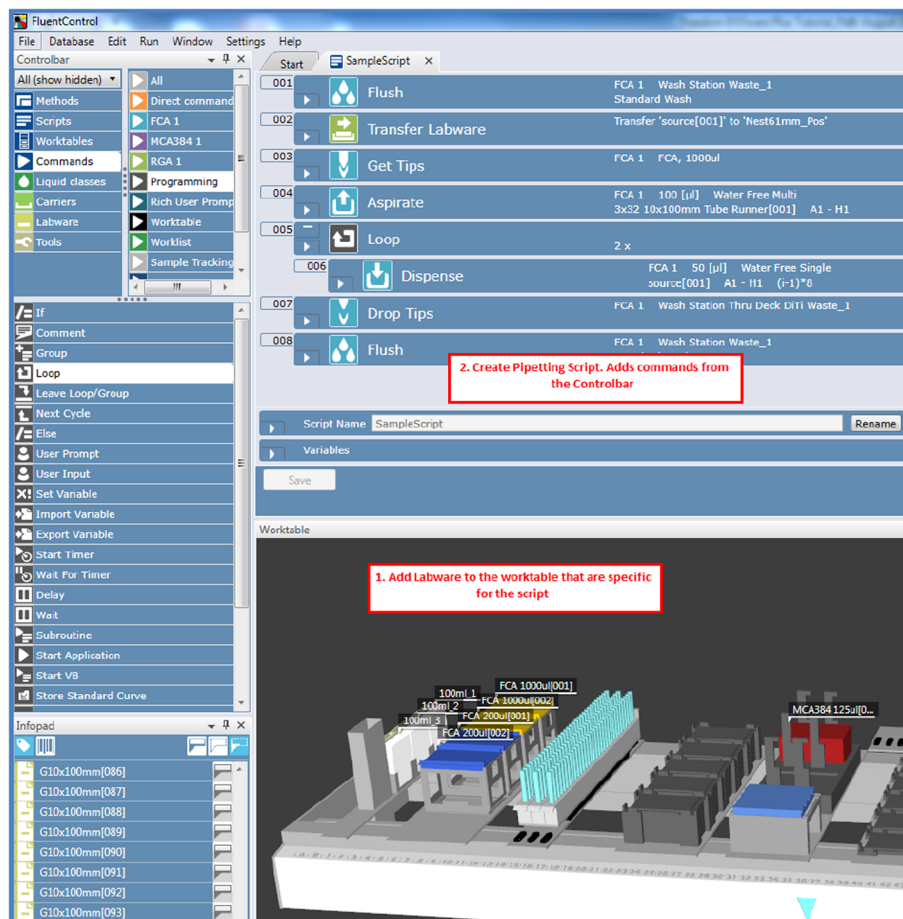 FluentControl
File Database Edit Run Window Settings Help
Controlbar
All (show hidden)
Methods
Scripts
Worktables
Commands
Liquid classes
Carriers
Labware
Tools
All
Direct command
FCA 1
MCA384 1
RGA 1
Programming
Rich User Promp
Worktable
Worklist
Sample Tracking
If
Comment
Group
Loop
Leave Loop/Group
Next Cycle
Else
User Prompt
User Input
Set Variable
Import Variable
Export Variable
Start Timer
Wait For Timer
Delay
Wait
Subroutine
Start Application
Start VB
Store Standard Curve
Infopad
G10x100mm[086]
G10x100mm[087]
G10x100mm[088]
G10x100mm[089]
G10x100mm[090]
G10x100mm[091]
G10x100mm[092]
G10x100mm[093]
Start SampleScript
001 Flush FCA 1 Wash Station Waste_1
Standard Wash
002 Transfer Labware Transfer 'source[001]' to 'Nest61mm_Pos'
003 Get Tips FCA 1 FCA, 1000ul
004 Aspirate FCA 1 100 [µl] Water Free Multi
3x32 10x100mm Tube Runner[001] A1 - H1
005 Loop 2 x
006 Dispense FCA 1 50 [µl] Water Free Single
source[001] A1 - H1 (i-1)*8
007 Drop Tips FCA 1 Wash Station Thru Deck DiTi Waste_1
008 Flush FCA 1 Wash Station Waste_1
2. Create Pipetting Script. Adds commands from
the Controlbar
Script Name SampleScript Rename
Variables
Save
Worktable
1. Add Labware to the worktable that are specific
for the script
FCA 1000ul[001]
100ml_1
FCA 1000ul[002]
100ml_2
FCA 200ul[001]
100ml_3
FCA 200ul[002]
MCA384 125ul[0...